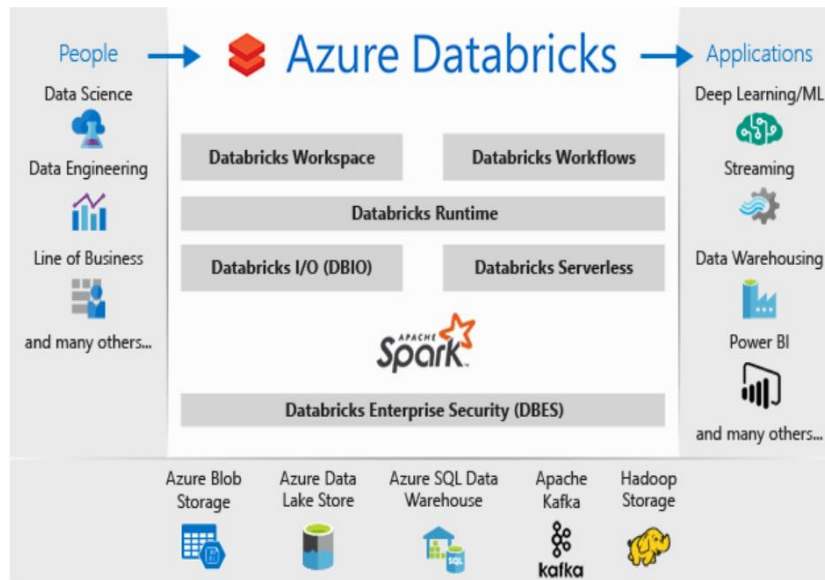 People
Azure Databricks
Applications
Data Science
Data Engineering
Line of Business
and many others...
Databricks Workspace
Databricks Workflows
Databricks Runtime
Databricks I/O (DBIO)
Databricks Serverless
APACHE
Spark
Databricks Enterprise Security (DBES)
Deep Learning/ML
Streaming
Data Warehousing
Power BI
and many others...
Azure Blob
Storage
Azure Data
Lake Store
Azure SQL Data
Warehouse
SQL
Apache
Kafka
kafka
Hadoop
Storage